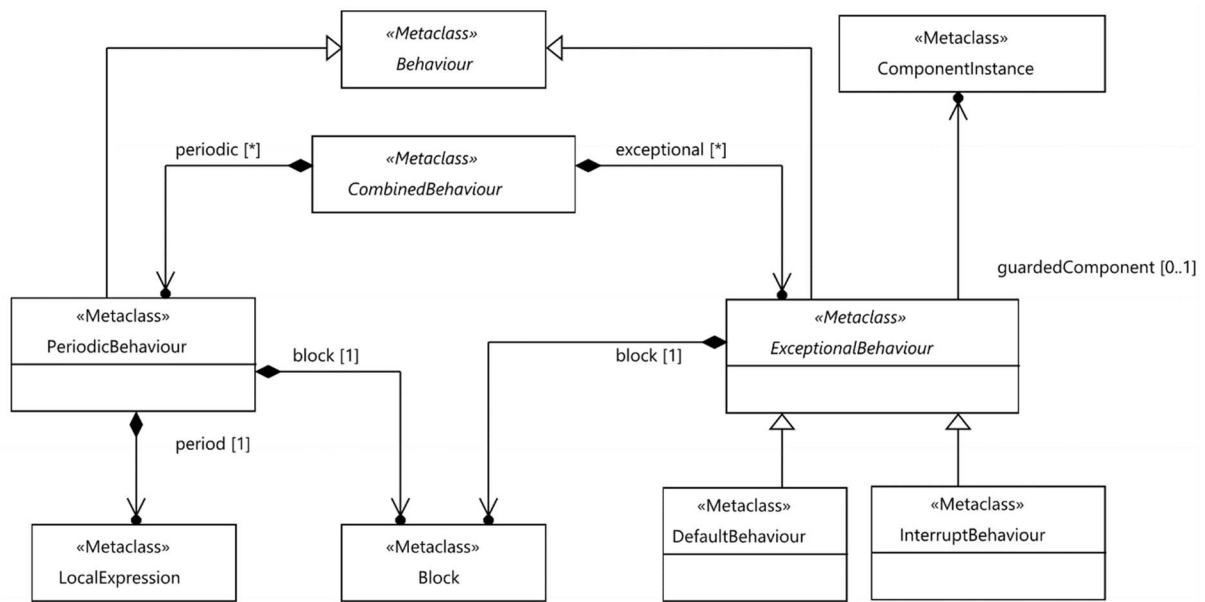 «Metaclass»
Behaviour
«Metaclass»
ComponentInstance
periodic [*]
«Metaclass»
CombinedBehaviour
exceptional [*]
guardedComponent [0..1]
«Metaclass»
PeriodicBehaviour
block [1]
block [1]
«Metaclass»
ExceptionalBehaviour
period [1]
«Metaclass»
LocalExpression
«Metaclass»
Block
«Metaclass»
DefaultBehaviour
«Metaclass»
InterruptBehaviour